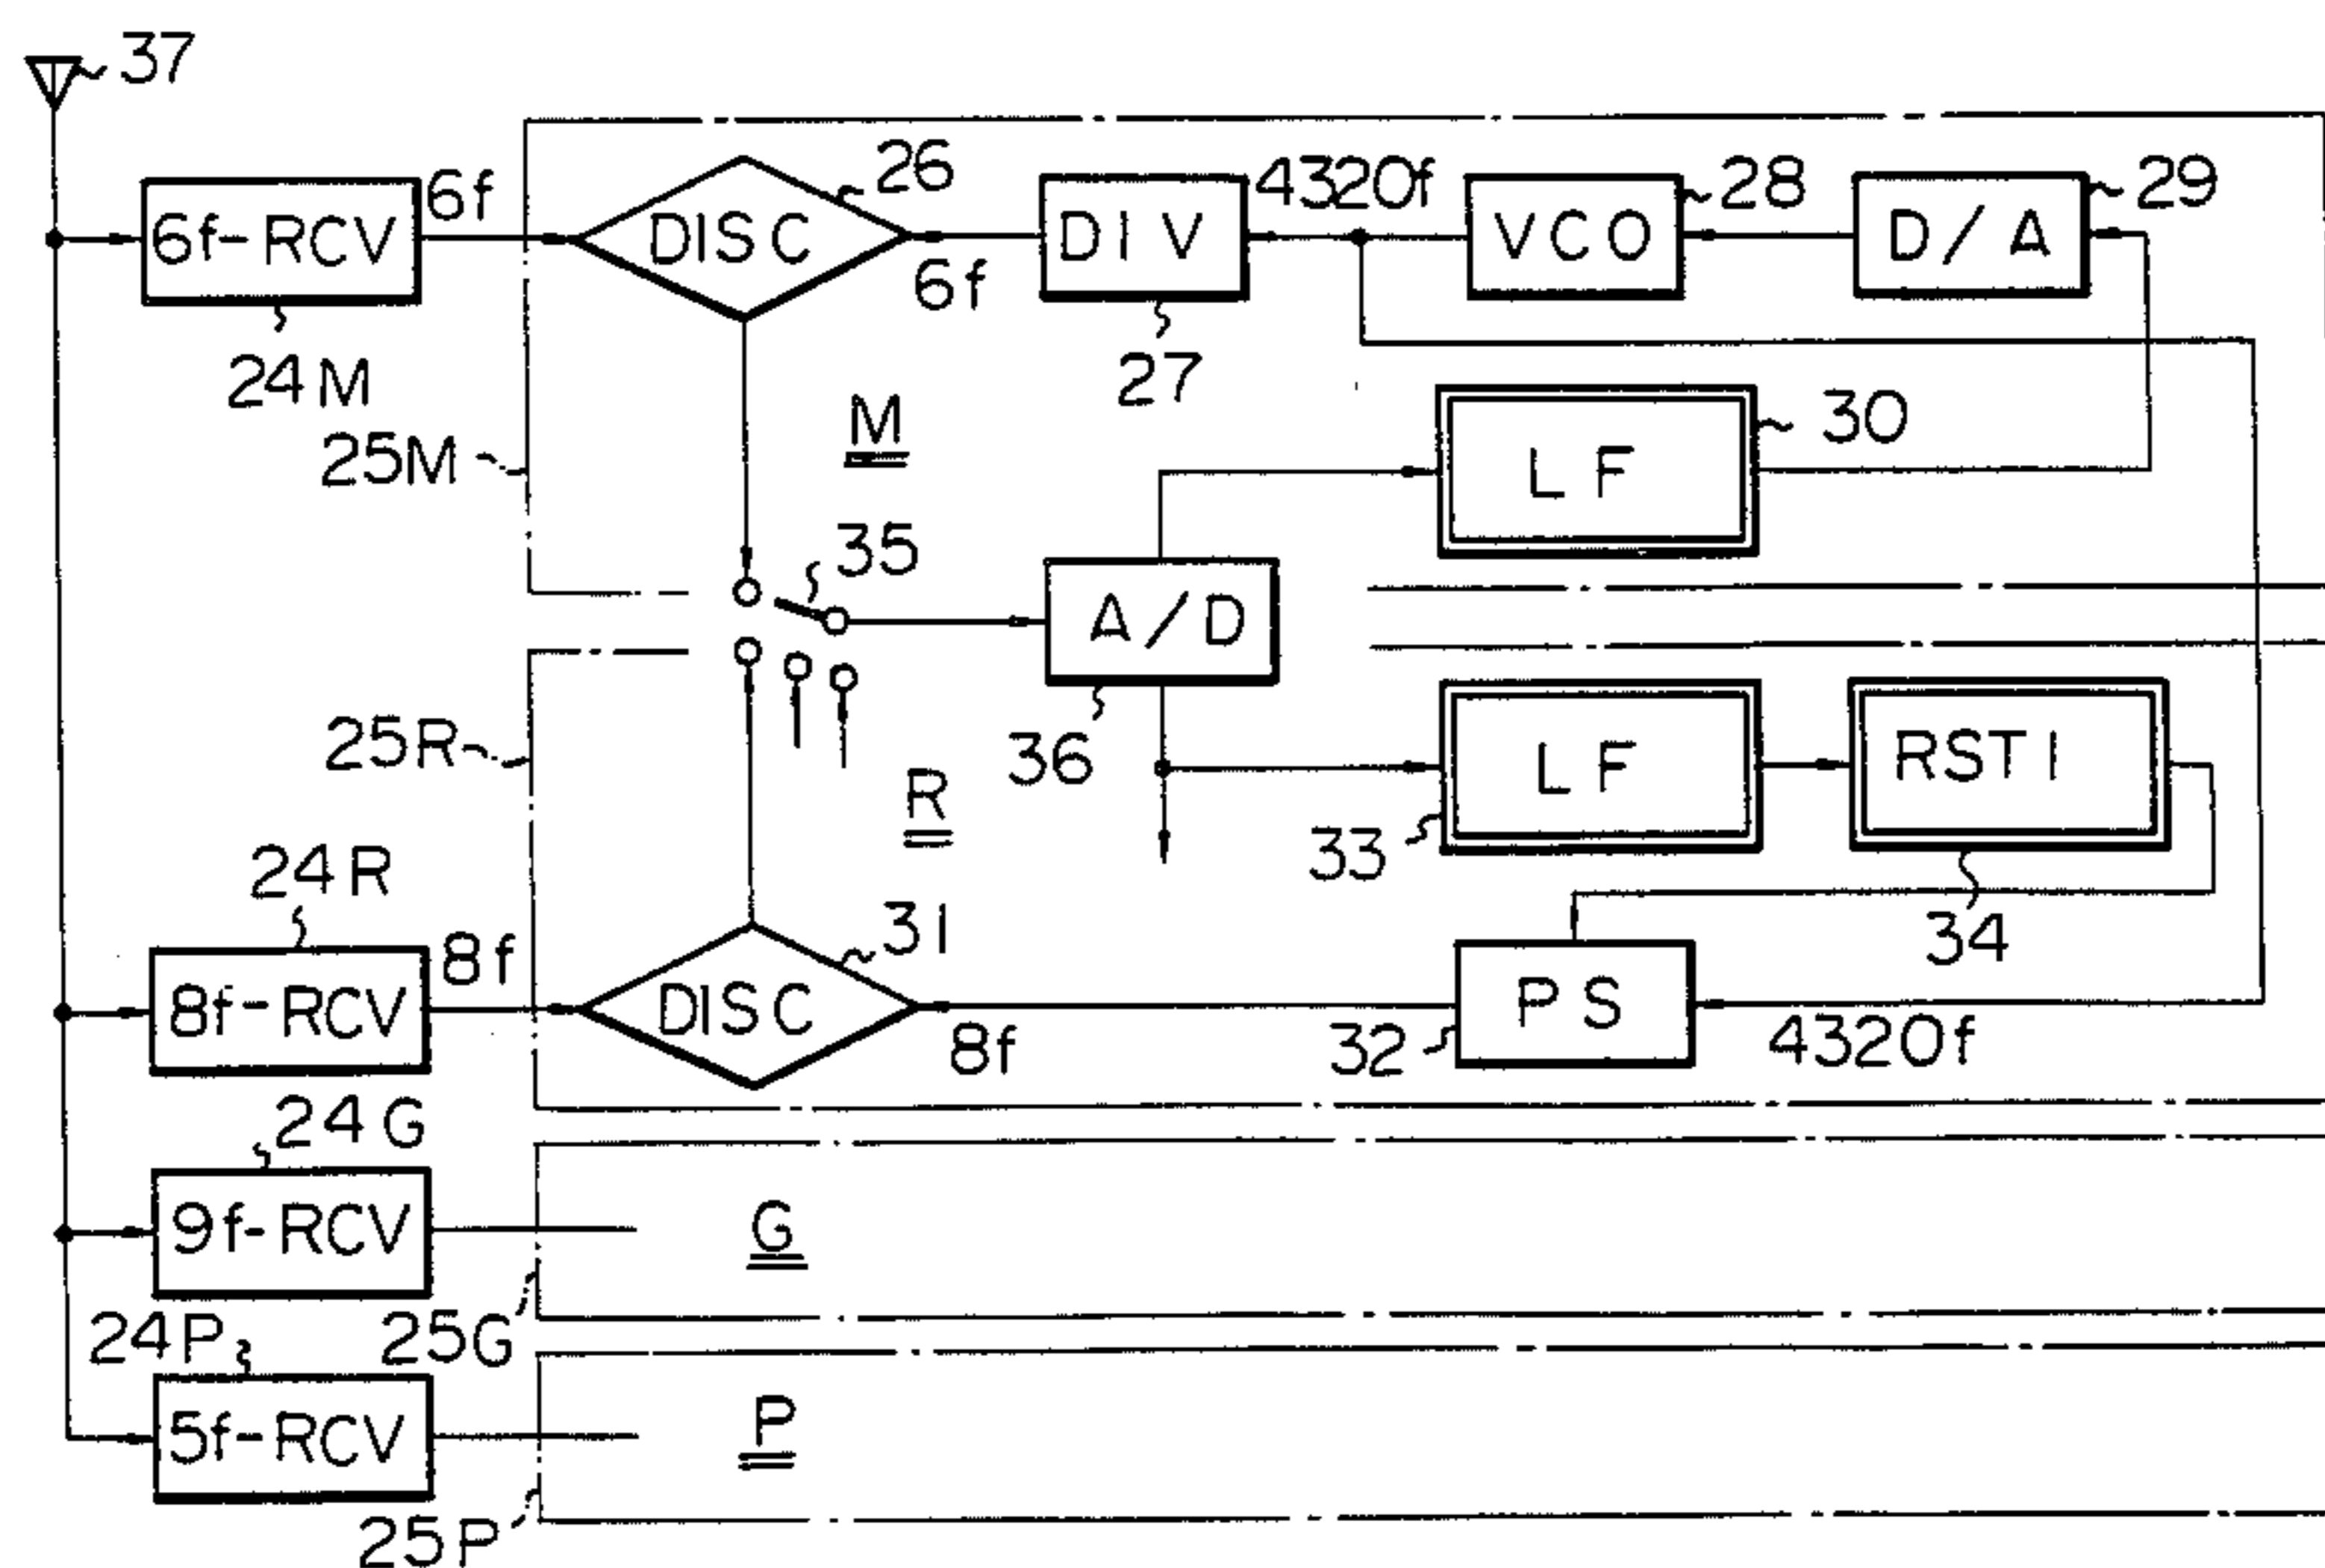 37
6f-RCV
6f
24M
25M
DISC
26
6f
DIV
27
4320f
VCO
28
D/A
29
M
LF
30
35
A/D
36
25R
R
LF
33
RST1
34
24R
8f-RCV
8f
DISC
31
8f
PS
32
4320f
24G
9f-RCV
25G
G
24P
5f-RCV
25P
P